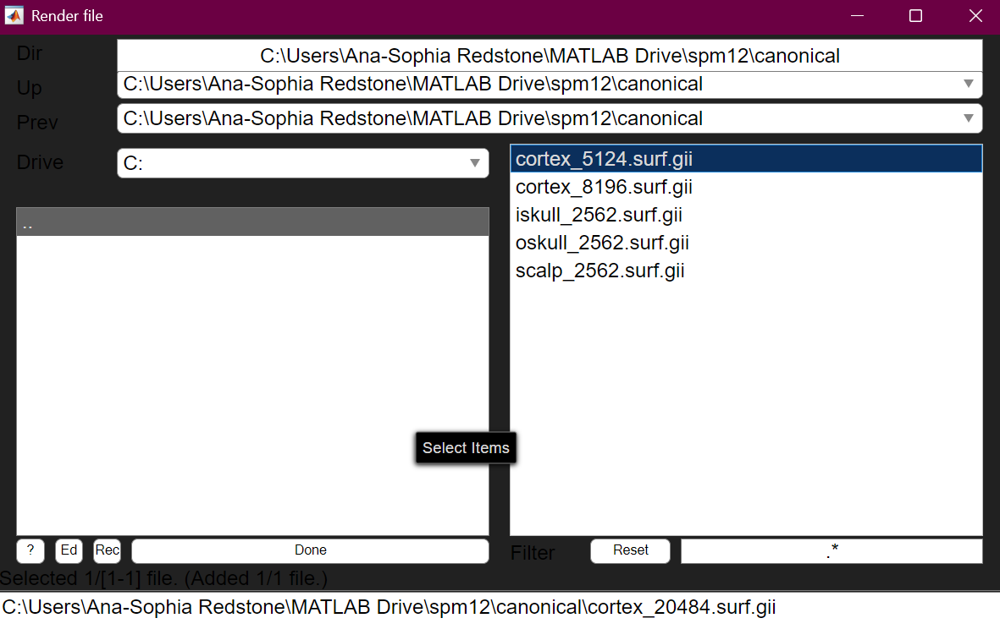 Render file
Dir
C:\Users\Ana-Sophia Redstone\MATLAB Drive\spm12\canonical
Up
C:\Users\Ana-Sophia Redstone\MATLAB Drive\spm12\canonical
Prev
C:\Users\Ana-Sophia Redstone\MATLAB Drive\spm12\canonical
Drive
C:
..
cortex_5124.surf.gii
cortex_8196.surf.gii
iskull_2562.surf.gii
oskull_2562.surf.gii
scalp_2562.surf.gii
Select Items
? Ed Rec Done
Filter Reset .*
Selected 1/[1-1] file. (Added 1/1 file.)
C:\Users\Ana-Sophia Redstone\MATLAB Drive\spm12\canonical\cortex_20484.surf.gii